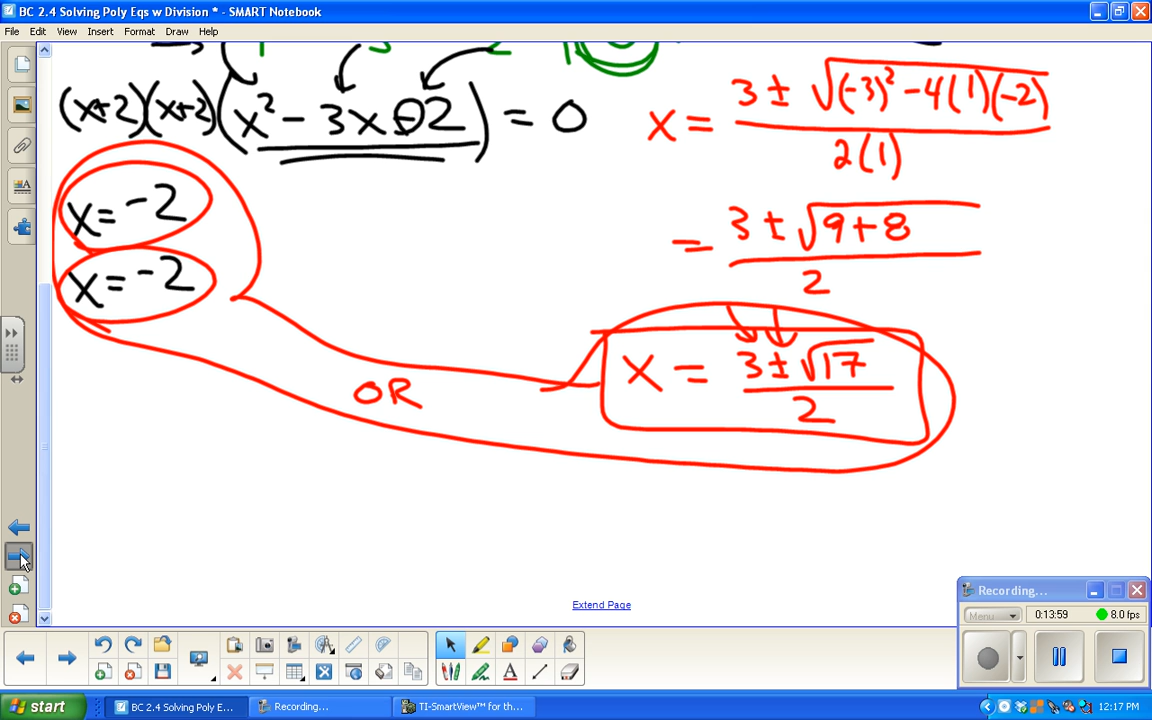 BC 2.4 Solving Poly Eqs w Division * - SMART Notebook
File Edit View Insert Format Draw Help
(x+2)(x+2)(x² - 3x - 2) = 0
x = -2
x = -2
x = 3 ± √(-3)² - 4(1)(-2)
2(1)
= 3 ± √9+8
2
OR
x = 3 ± √17
2
Extend Page
Recording...
Menu
0:13:59
8.0 fps
start
BC 2.4 Solving Poly E...
Recording...
TI-SmartView™ for th...
12:17 PM